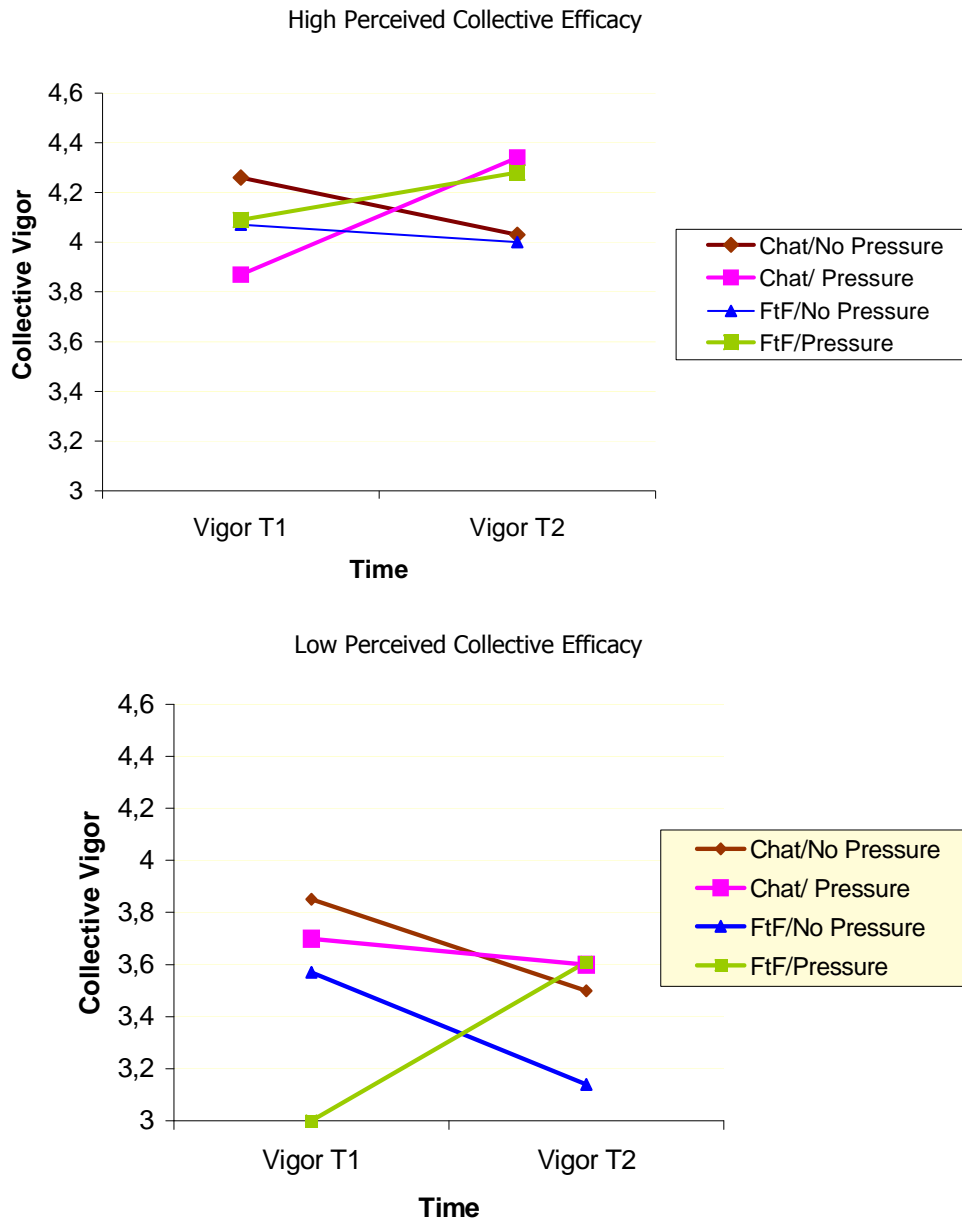 High Perceived Collective Efficacy
4,6
4,4
4,2
4
3,8
3,6
3,4
3,2
3
Collective Vigor
Vigor T1
Vigor T2
Time
Chat/No Pressure
Chat/ Pressure
FtF/No Pressure
FtF/Pressure
Low Perceived Collective Efficacy
4,6
4,4
4,2
4
3,8
3,6
3,4
3,2
3
Collective Vigor
Vigor T1
Vigor T2
Time
Chat/No Pressure
Chat/ Pressure
FtF/No Pressure
FtF/Pressure